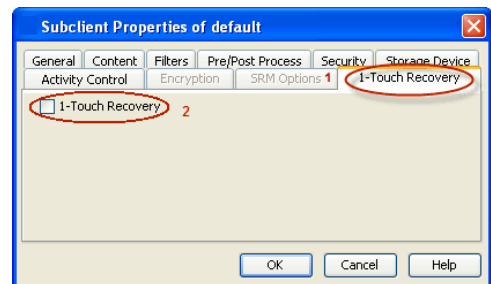 Subclient Properties of default
General Content Filters Pre/Post Process Security Storage Device
Activity Control Encryption SRM Options 1 1-Touch Recovery
1-Touch Recovery 2
OK Cancel Help